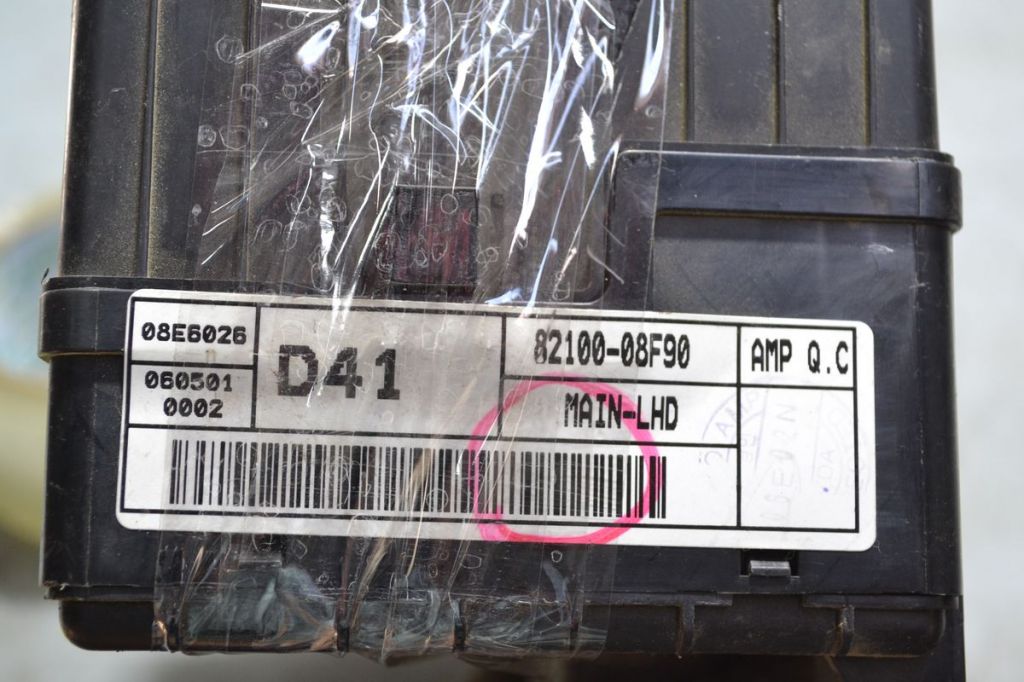 08E6026
060501
0002
D41
82100-08F90
MAIN-LHD
AMP Q.C